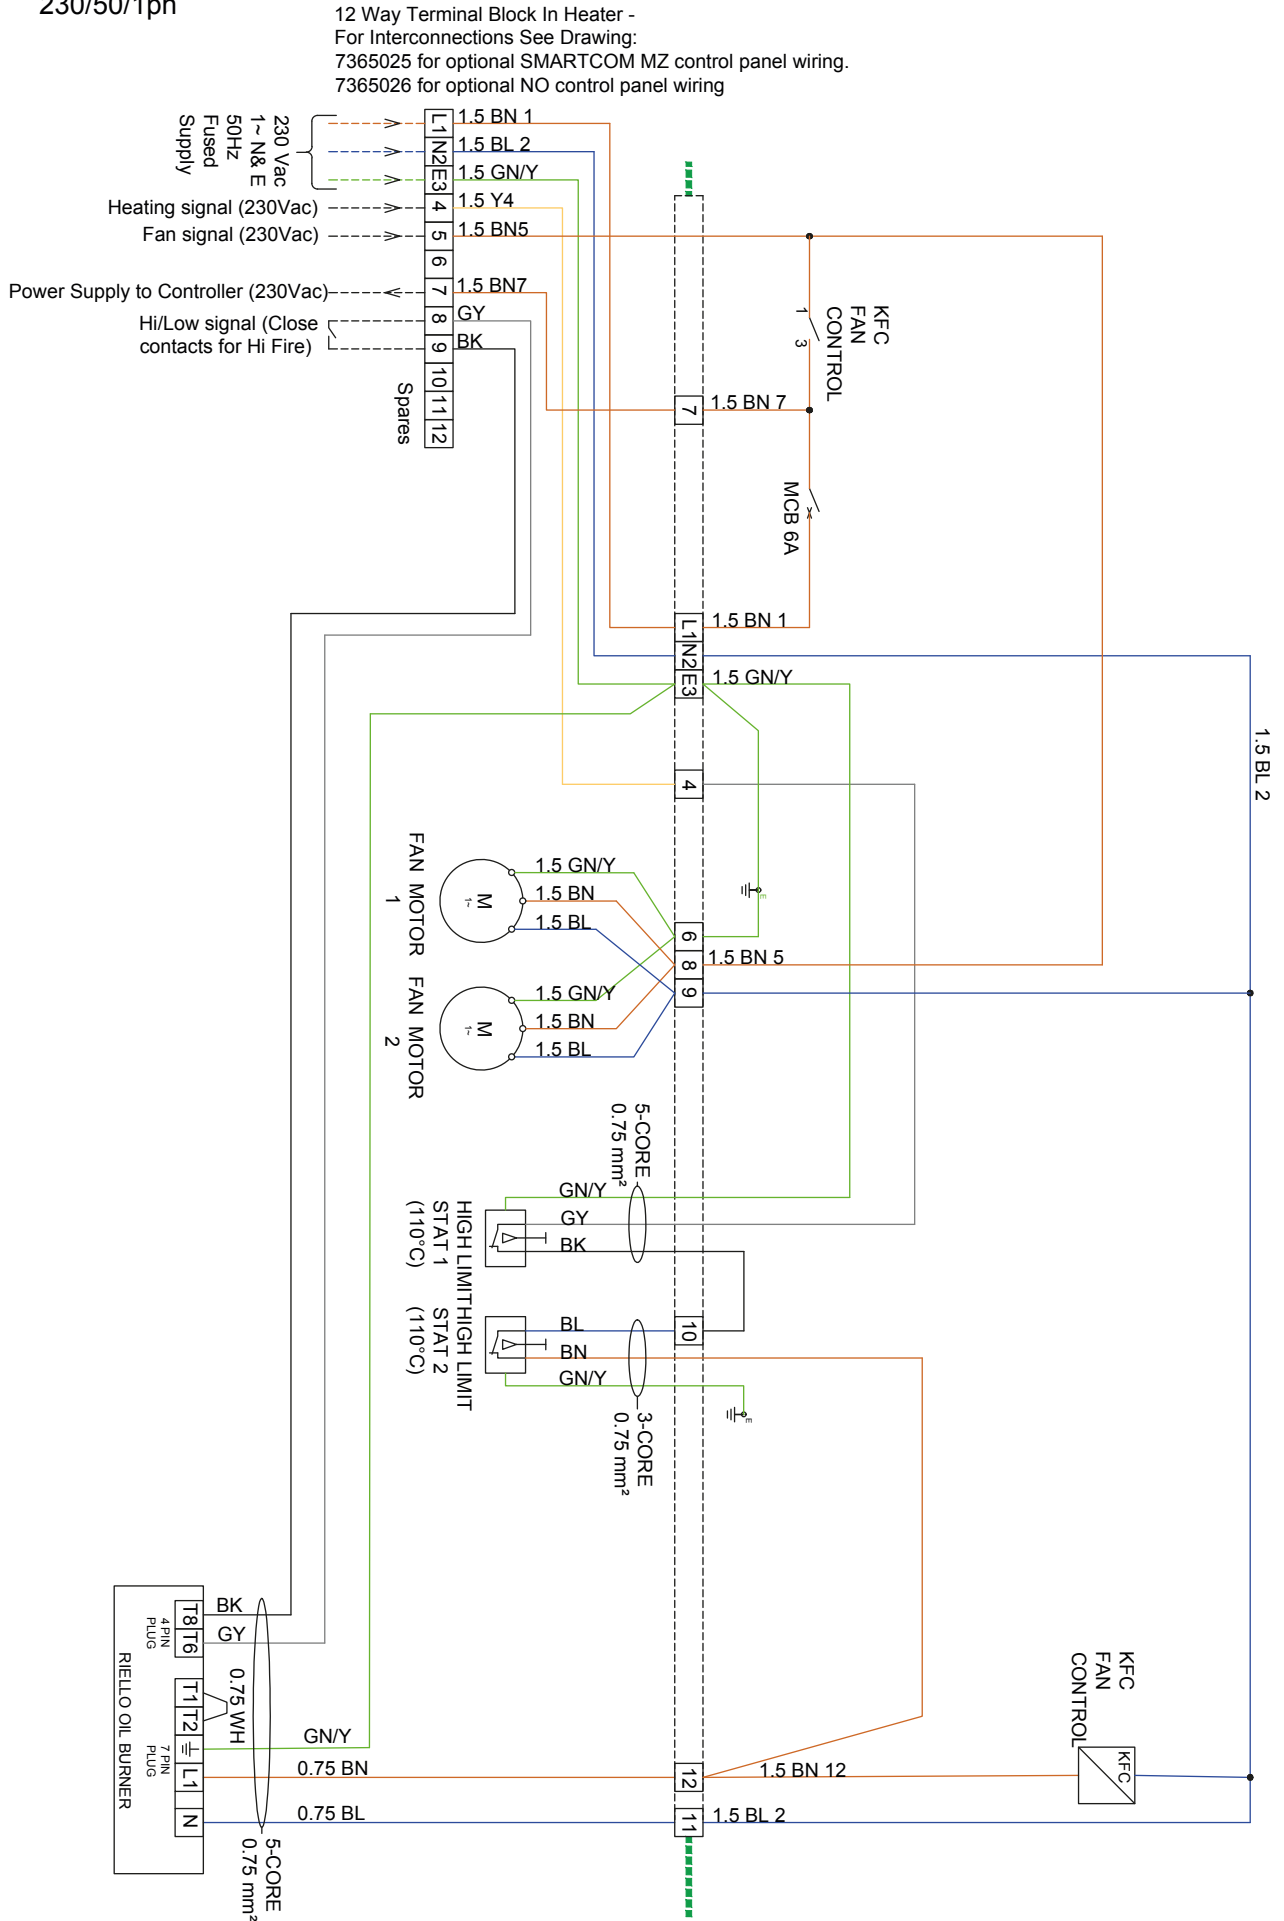 230/50/1ph
12 Way Terminal Block In Heater -
For Interconnections See Drawing:
7365025 for optional SMARTCOM MZ control panel wiring.
7365026 for optional NO control panel wiring
230 Vac
1~ N& E
50Hz
Fused
Supply
Heating signal (230Vac)
Fan signal (230Vac)
Power Supply to Controller (230Vac)
Hi/Low signal (Close
contacts for Hi Fire)
L1
N2
E3
4
5
6
7
8
9
10
11
12
Spares
1.5 BN 1
1.5 BL 2
1.5 GN/Y
1.5 Y4
1.5 BN5
1.5 BN7
GY
BK
KFC
FAN
CONTROL
1
3
7
1.5 BN 7
MCB 6A
L1
N2
E3
1.5 BN 1
1.5 GN/Y
1.5 BL 2
4
E
FAN MOTOR
1
M
1~
1.5 GN/Y
1.5 BN
1.5 BL
6
8
9
1.5 BN 5
FAN MOTOR
2
M
1~
1.5 GN/Y
1.5 BN
1.5 BL
5-CORE
0.75 mm²
HIGH LIMIT
STAT 1
(110°C)
GN/Y
GY
BK
HIGH LIMIT
STAT 2
(110°C)
BL
BN
GN/Y
10
E
3-CORE
0.75 mm²
RIELLO OIL BURNER
4 PIN
PLUG
T8
T6
BK
GY
7 PIN
PLUG
T1
T2
L1
N
0.75 WH
GN/Y
0.75 BN
0.75 BL
5-CORE
0.75 mm²
12
11
1.5 BN 12
1.5 BL 2
KFC
FAN
CONTROL
KFC